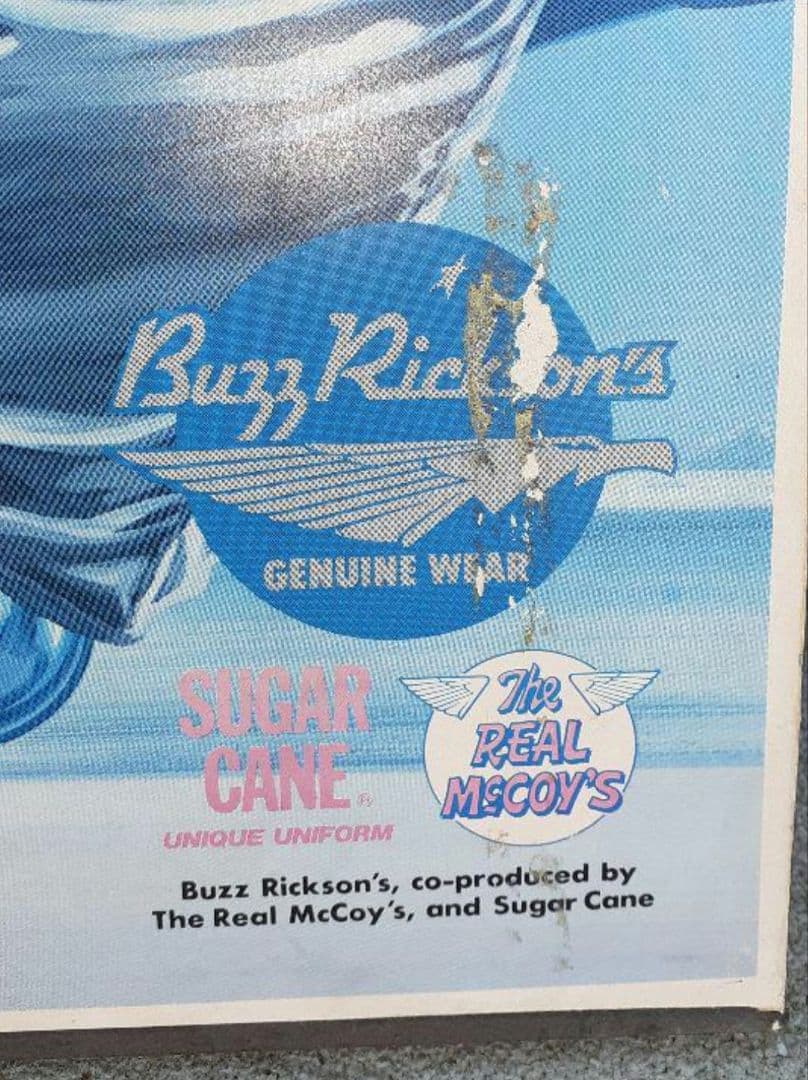 Buzz Rickson's
GENUINE WEAR
SUGAR
CANE®
UNIQUE UNIFORM
The
REAL
McCOY'S
Buzz Rickson's, co-produced by
The Real McCoy's, and Sugar Cane